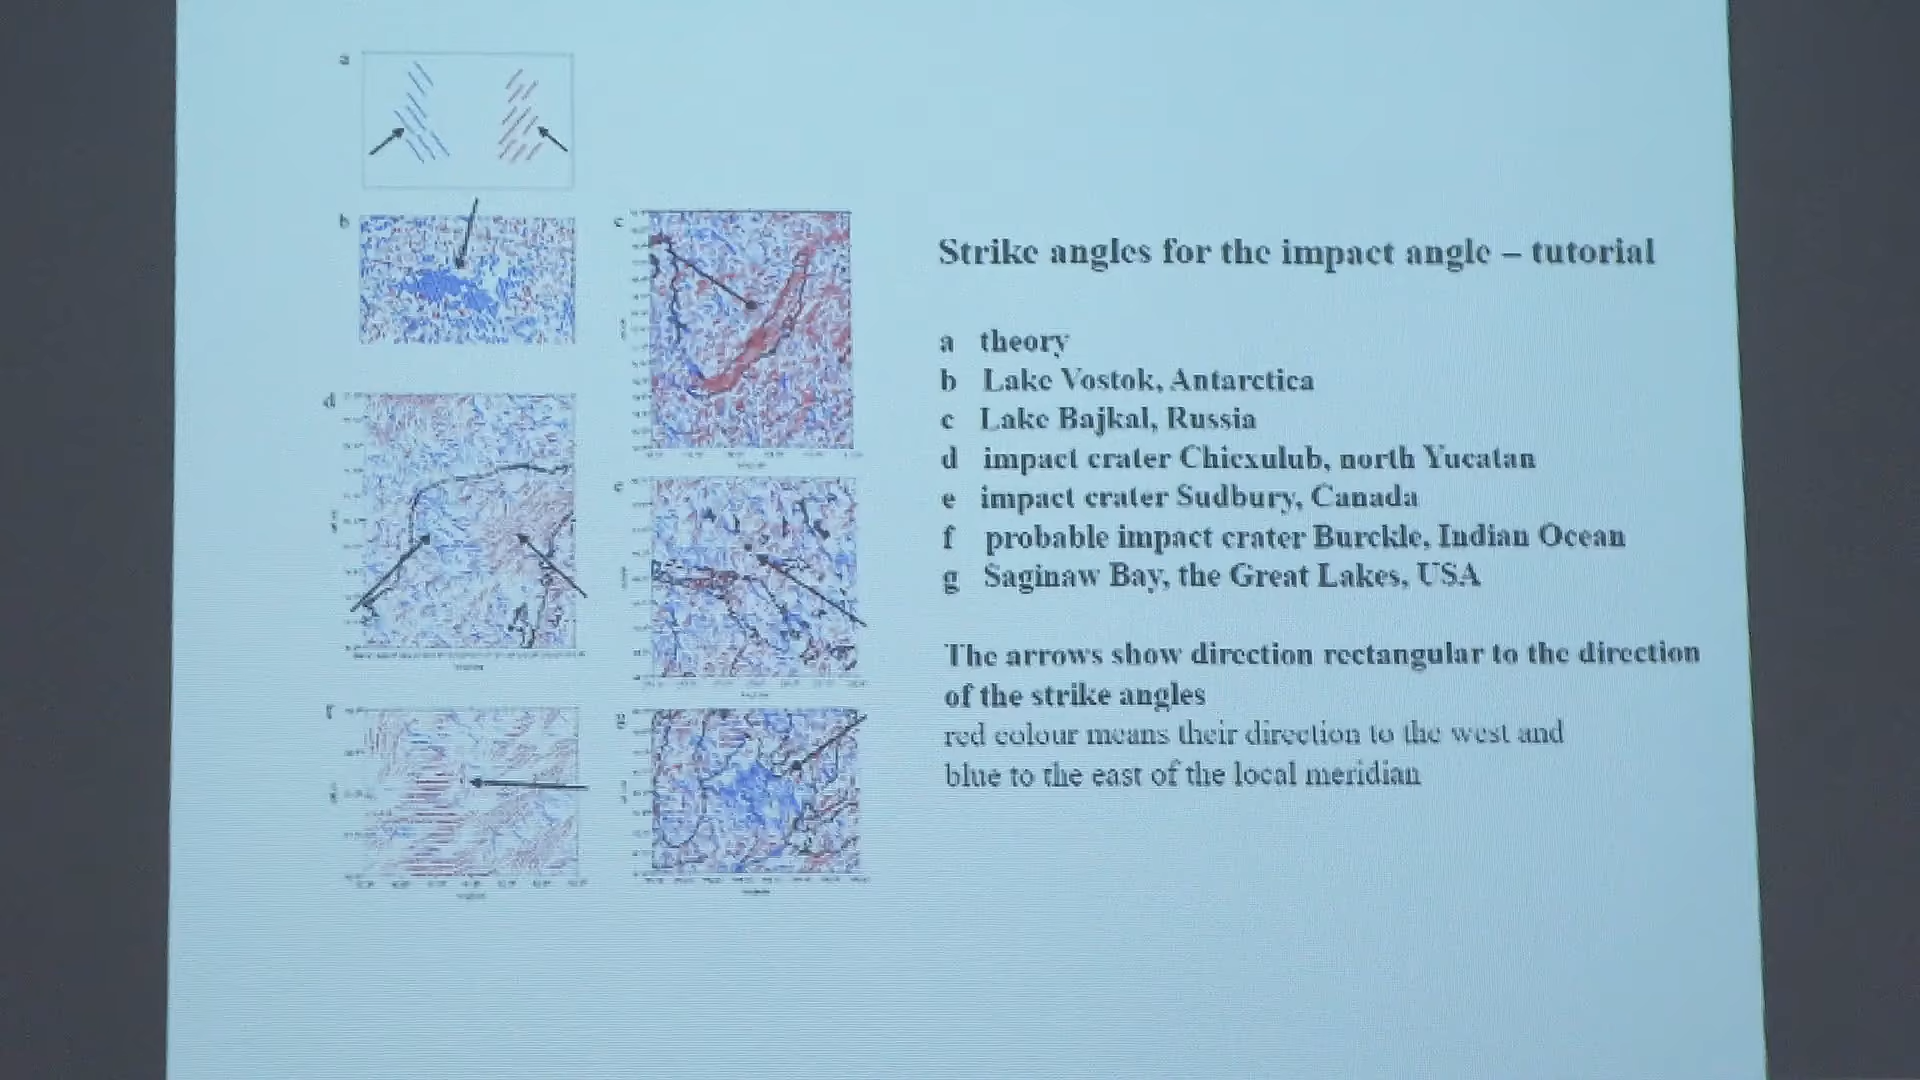 a
b
c
d
e
f
g
Strike angles for the impact angle – tutorial
a theory
b Lake Vostok, Antarctica
c Lake Bajkal, Russia
d impact crater Chicxulub, north Yucatan
e impact crater Sudbury, Canada
f probable impact crater Burckle, Indian Ocean
g Saginaw Bay, the Great Lakes, USA
The arrows show direction rectangular to the direction
of the strike angles
red colour means their direction to the west and
blue to the east of the local meridian